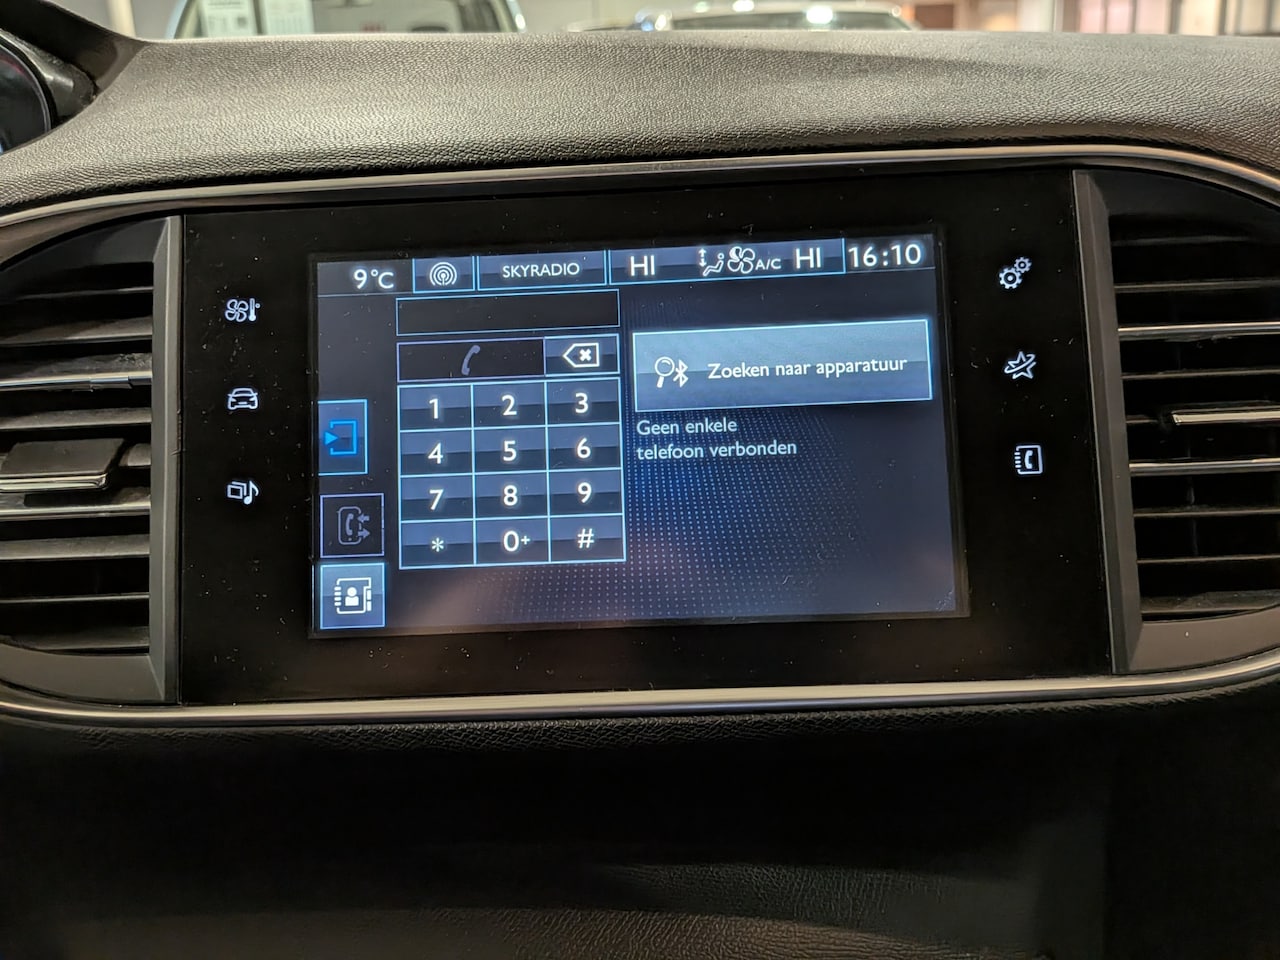 9°C SKYRADIO HI A/C HI 16:10
1 2 3
4 5 6
7 8 9
* 0+ #
Zoeken naar apparatuur
Geen enkele
telefoon verbonden